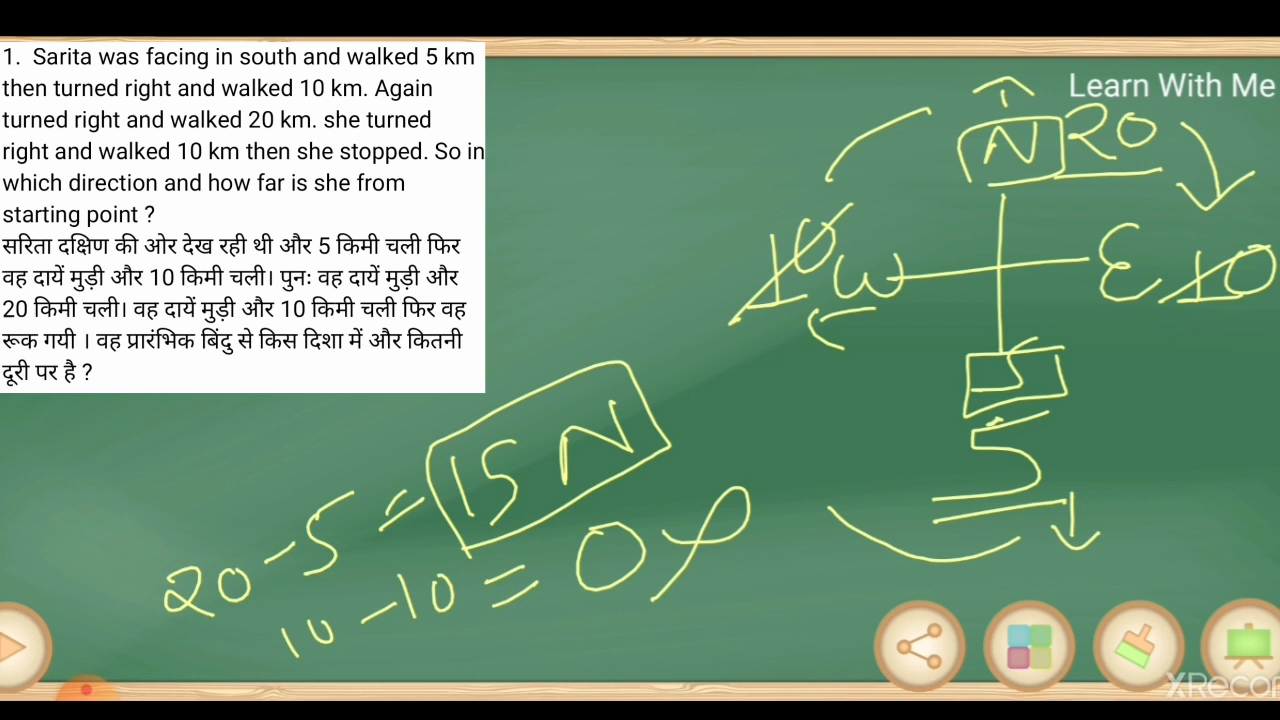 1. Sarita was facing in south and walked 5 km
then turned right and walked 10 km. Again
turned right and walked 20 km. she turned
right and walked 10 km then she stopped. So in
which direction and how far is she from
starting point ?
सरिता दक्षिण की ओर देख रही थी और 5 किमी चली फिर
वह दायें मुड़ी और 10 किमी चली। पुनः वह दायें मुड़ी और
20 किमी चली। वह दायें मुड़ी और 10 किमी चली फिर वह
रूक गयी । वह प्रारंभिक बिंदु से किस दिशा में और कितनी
दूरी पर है ?
Learn With Me
N 20
10 W E 10
S
5
20 - 5 = 15 N
10 - 10 = 0
XRecor